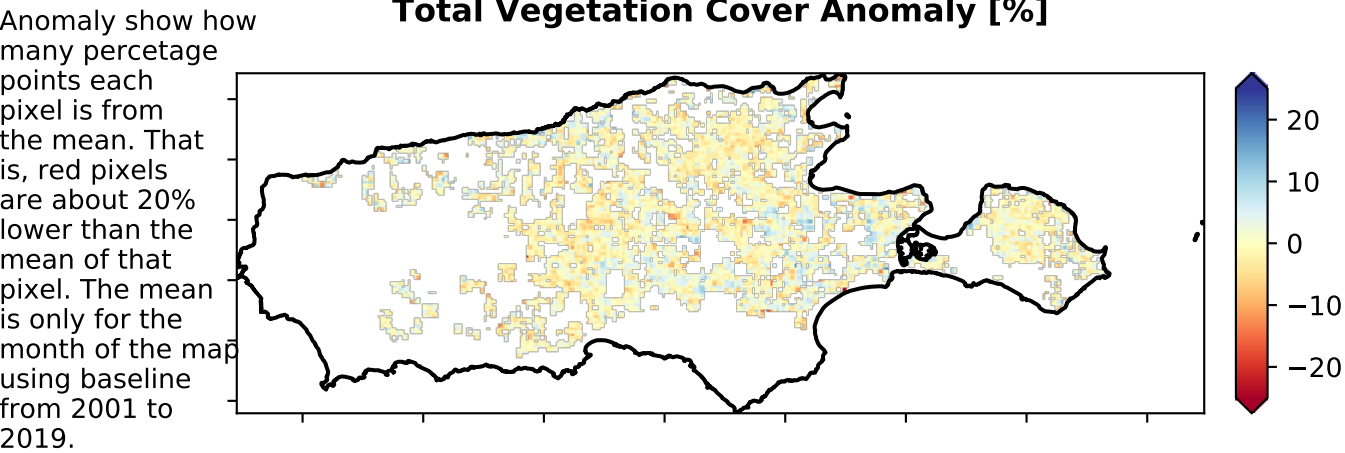 Total Vegetation Cover Anomaly [%]
Anomaly show how
many percetage
points each
pixel is from
the mean. That
is, red pixels
are about 20%
lower than the
mean of that
pixel. The mean
is only for the
month of the map
using baseline
from 2001 to
2019.
20
10
0
−10
−20